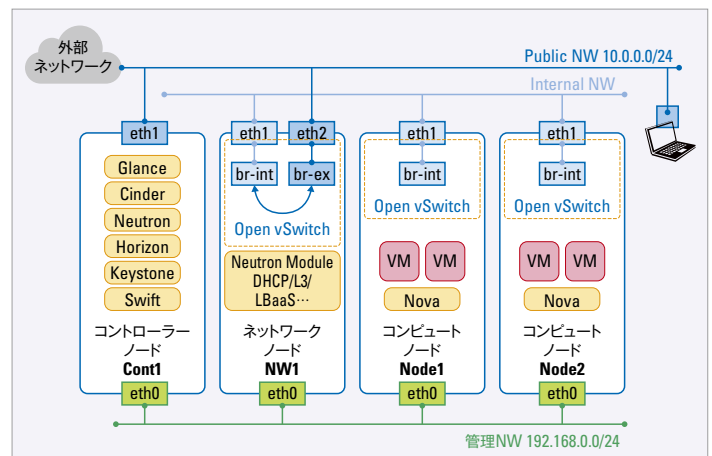 外部
ネットワーク
Public NW 10.0.0.0/24
Internal NW
eth1
eth1
eth2
eth1
eth1
Glance
Cinder
Neutron
Horizon
Keystone
Swift
コントローラー
ノード
Cont1
eth0
br-int
br-ex
Open vSwitch
Neutron Module
DHCP/L3/
LBaaS…
ネットワーク
ノード
NW1
eth0
br-int
Open vSwitch
VM
VM
Nova
コンピュート
ノード
Node1
eth0
br-int
Open vSwitch
VM
VM
Nova
コンピュート
ノード
Node2
eth0
管理NW 192.168.0.0/24